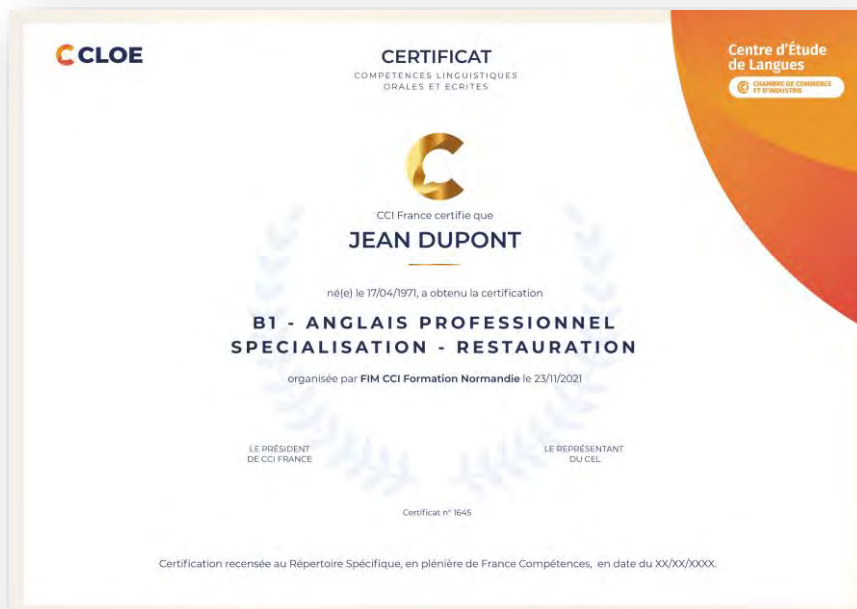 CLOE
CERTIFICAT
COMPETENCES LINGUISTIQUES
ORALES ET ECRITES
Centre d'Étude
de Langues
CHAMBRE DE COMMERCE
ET D'INDUSTRIE
CCI France certifie que
JEAN DUPONT
né(e) le 17/04/1971, a obtenu la certification
B1 - ANGLAIS PROFESSIONNEL
SPECIALISATION - RESTAURATION
organisée par FIM CCI Formation Normandie le 23/11/2021
LE PRÉSIDENT
DE CCI FRANCE
LE REPRÉSENTANT
DU CEL
Certificat n° 1645
Certification recensée au Répertoire Spécifique, en plénière de France Compétences, en date du XX/XX/XXXX.